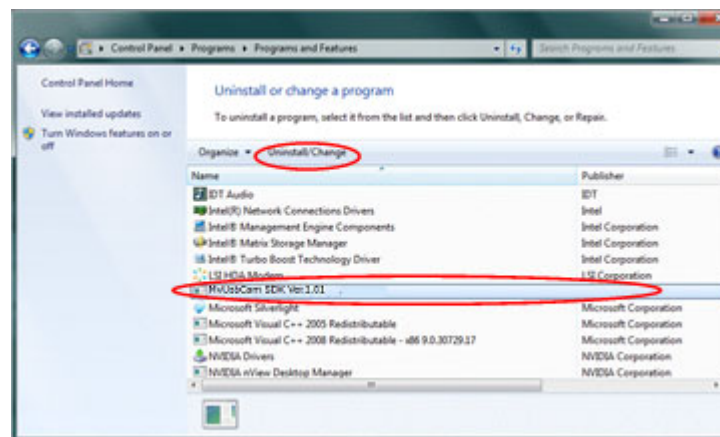 Control Panel ▸ Programs ▸ Programs and Features
Search Programs and Features
Control Panel Home
View installed updates
Turn Windows features on or off
Uninstall or change a program
To uninstall a program, select it from the list and then click Uninstall, Change, or Repair.
Organize Uninstall/Change
Name Publisher
IDT Audio IDT
Intel(R) Network Connections Drivers Intel
Intel® Management Engine Components Intel Corporation
Intel® Matrix Storage Manager Intel Corporation
Intel® Turbo Boost Technology Driver Intel Corporation
LSI HDA Modem LSI Corporation
MvUsbCam SDK Ver.1.01
Microsoft Silverlight Microsoft Corporation
Microsoft Visual C++ 2005 Redistributable Microsoft Corporation
Microsoft Visual C++ 2008 Redistributable - x86 9.0.30729.17 Microsoft Corporation
NVIDIA Drivers NVIDIA Corporation
NVIDIA nView Desktop Manager NVIDIA Corporation